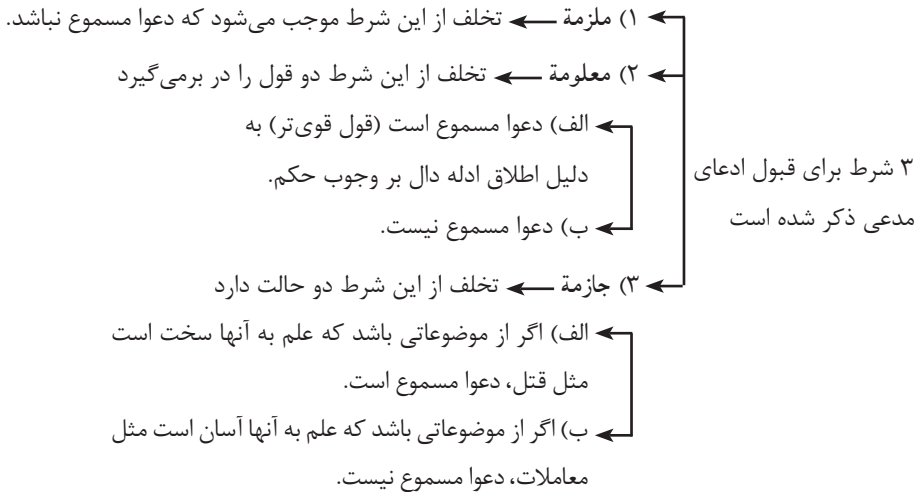 ۳ شرط برای قبول ادعای
مدعی ذکر شده است
۱) ملزمة تخلف از این شرط موجب می‌شود که دعوا مسموع نباشد.
۲) معلومة تخلف از این شرط دو قول را در برمی‌گیرد
الف) دعوا مسموع است (قول قوی‌تر) به
دلیل اطلاق ادله دال بر وجوب حکم.
ب) دعوا مسموع نیست.
۳) جازمة تخلف از این شرط دو حالت دارد
الف) اگر از موضوعاتی باشد که علم به آنها سخت است
مثل قتل، دعوا مسموع است.
ب) اگر از موضوعاتی باشد که علم به آنها آسان است مثل
معاملات، دعوا مسموع نیست.